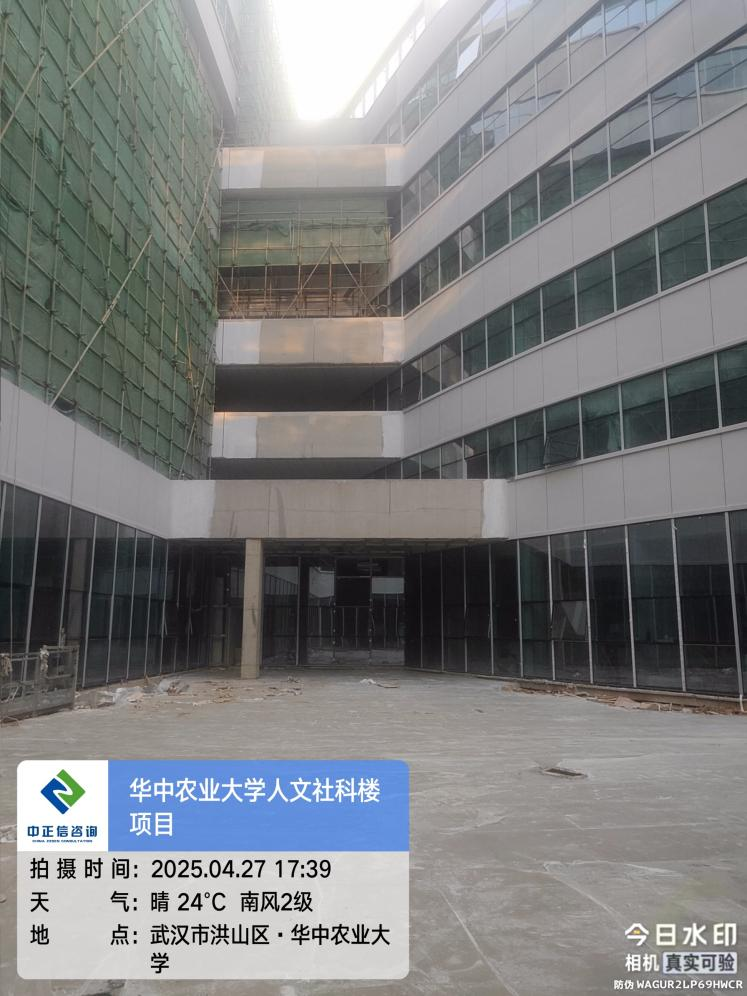 华中农业大学人文社科楼
项目
中正信咨询
CHINA ZEXIN CONSULTATION
拍摄时间：2025.04.27 17:39
天气：晴 24℃ 南风2级
地点：武汉市洪山区·华中农业大
学
今日水印
相机 真实可验
防伪 WAGUR2LP69HWCR